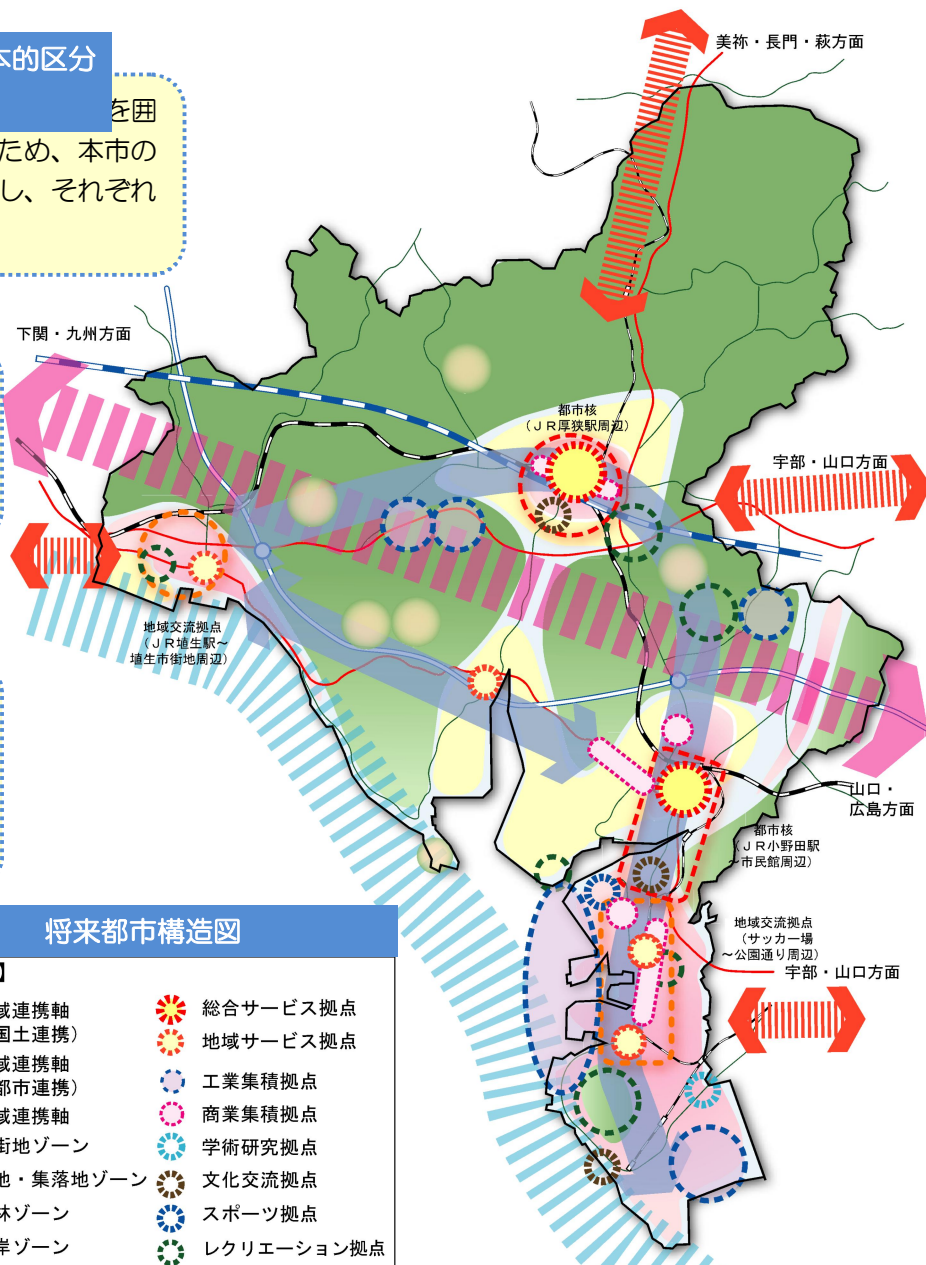 本的区分
を囲
ため、本市の
し、それぞれ
美祢・長門・萩方面
下関・九州方面
都市核
(JR厚狭駅周辺)
宇部・山口方面
地域交流拠点
(JR埴生駅~
埴生市街地周辺)
山口・
広島方面
都市核
(JR小野田駅
~市民館周辺)
地域交流拠点
(サッカー場
~公園通り周辺)
宇部・山口方面
将来都市構造図
】
域連携軸
国土連携)
域連携軸
都市連携)
域連携軸
街地ゾーン
地・集落地ゾーン
林ゾーン
岸ゾーン
総合サービス拠点
地域サービス拠点
工業集積拠点
商業集積拠点
学術研究拠点
文化交流拠点
スポーツ拠点
レクリエーション拠点